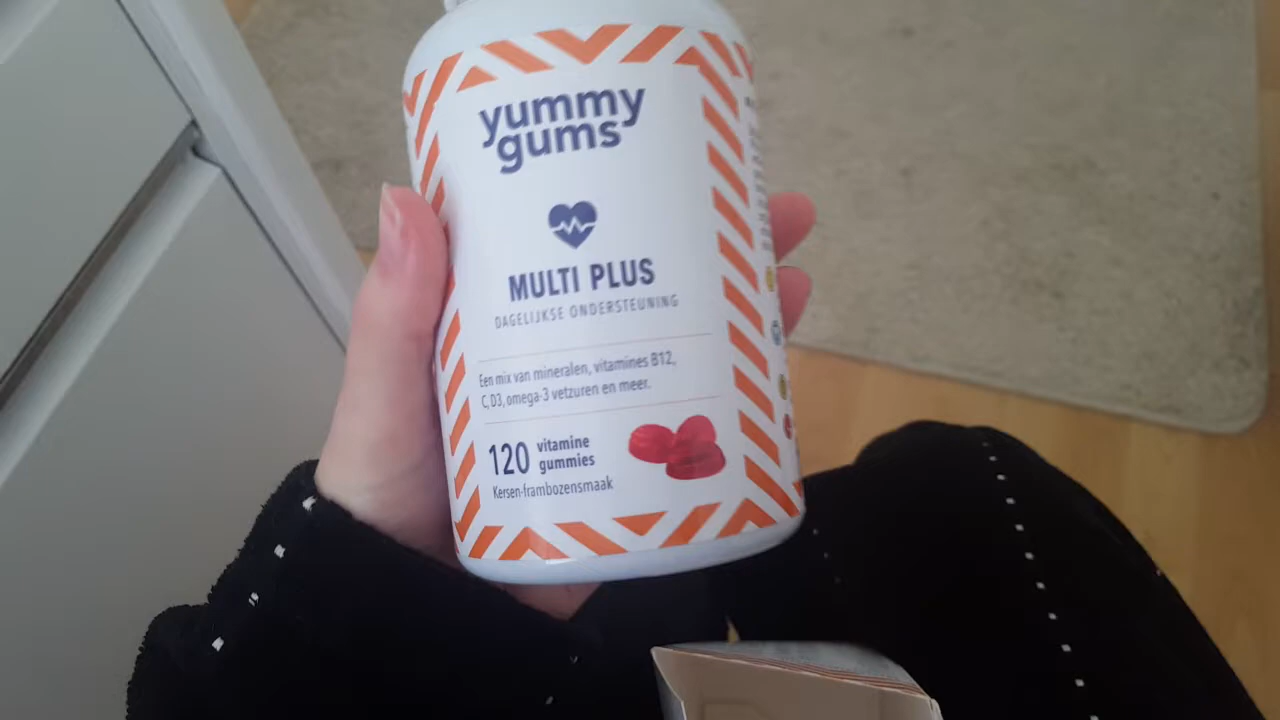 yummy
gums
MULTI PLUS
DAGELIJKSE ONDERSTEUNING
Een mix van mineralen, vitamines B12,
C, D3, omega-3 vetzuren en meer.
120 vitamine
gummies
Kersen-frambozensmaak